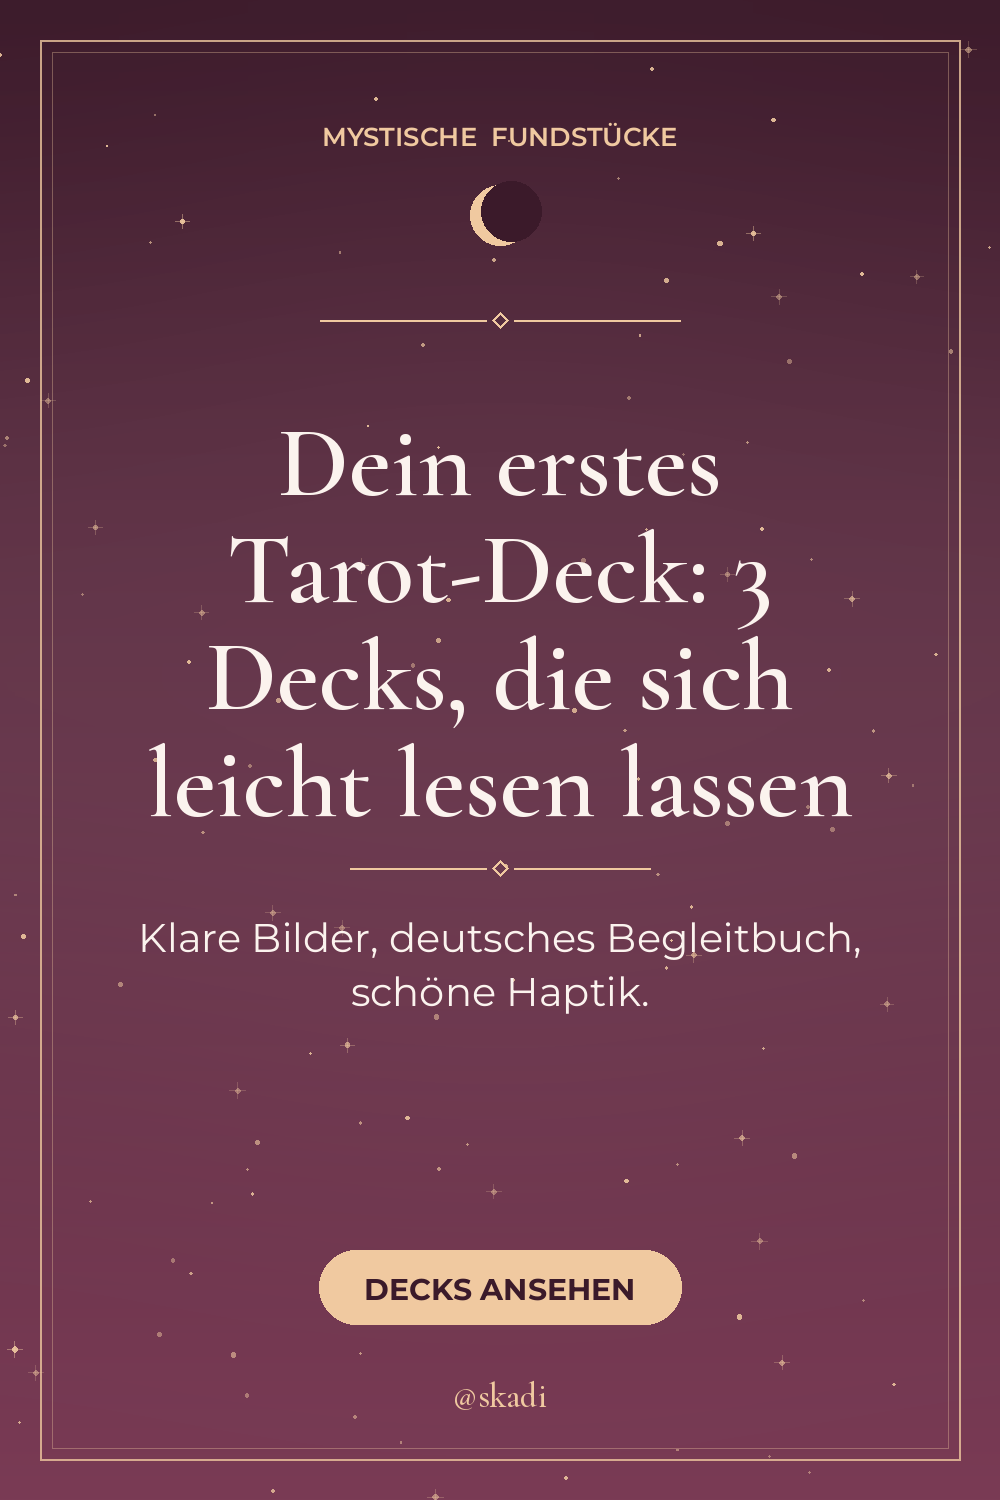 MYSTISCHE FUNDSTÜCKE
Dein erstes
Tarot-Deck: 3
Decks, die sich
leicht lesen lassen
Klare Bilder, deutsches Begleitbuch,
schöne Haptik.
DECKS ANSEHEN
@skadi